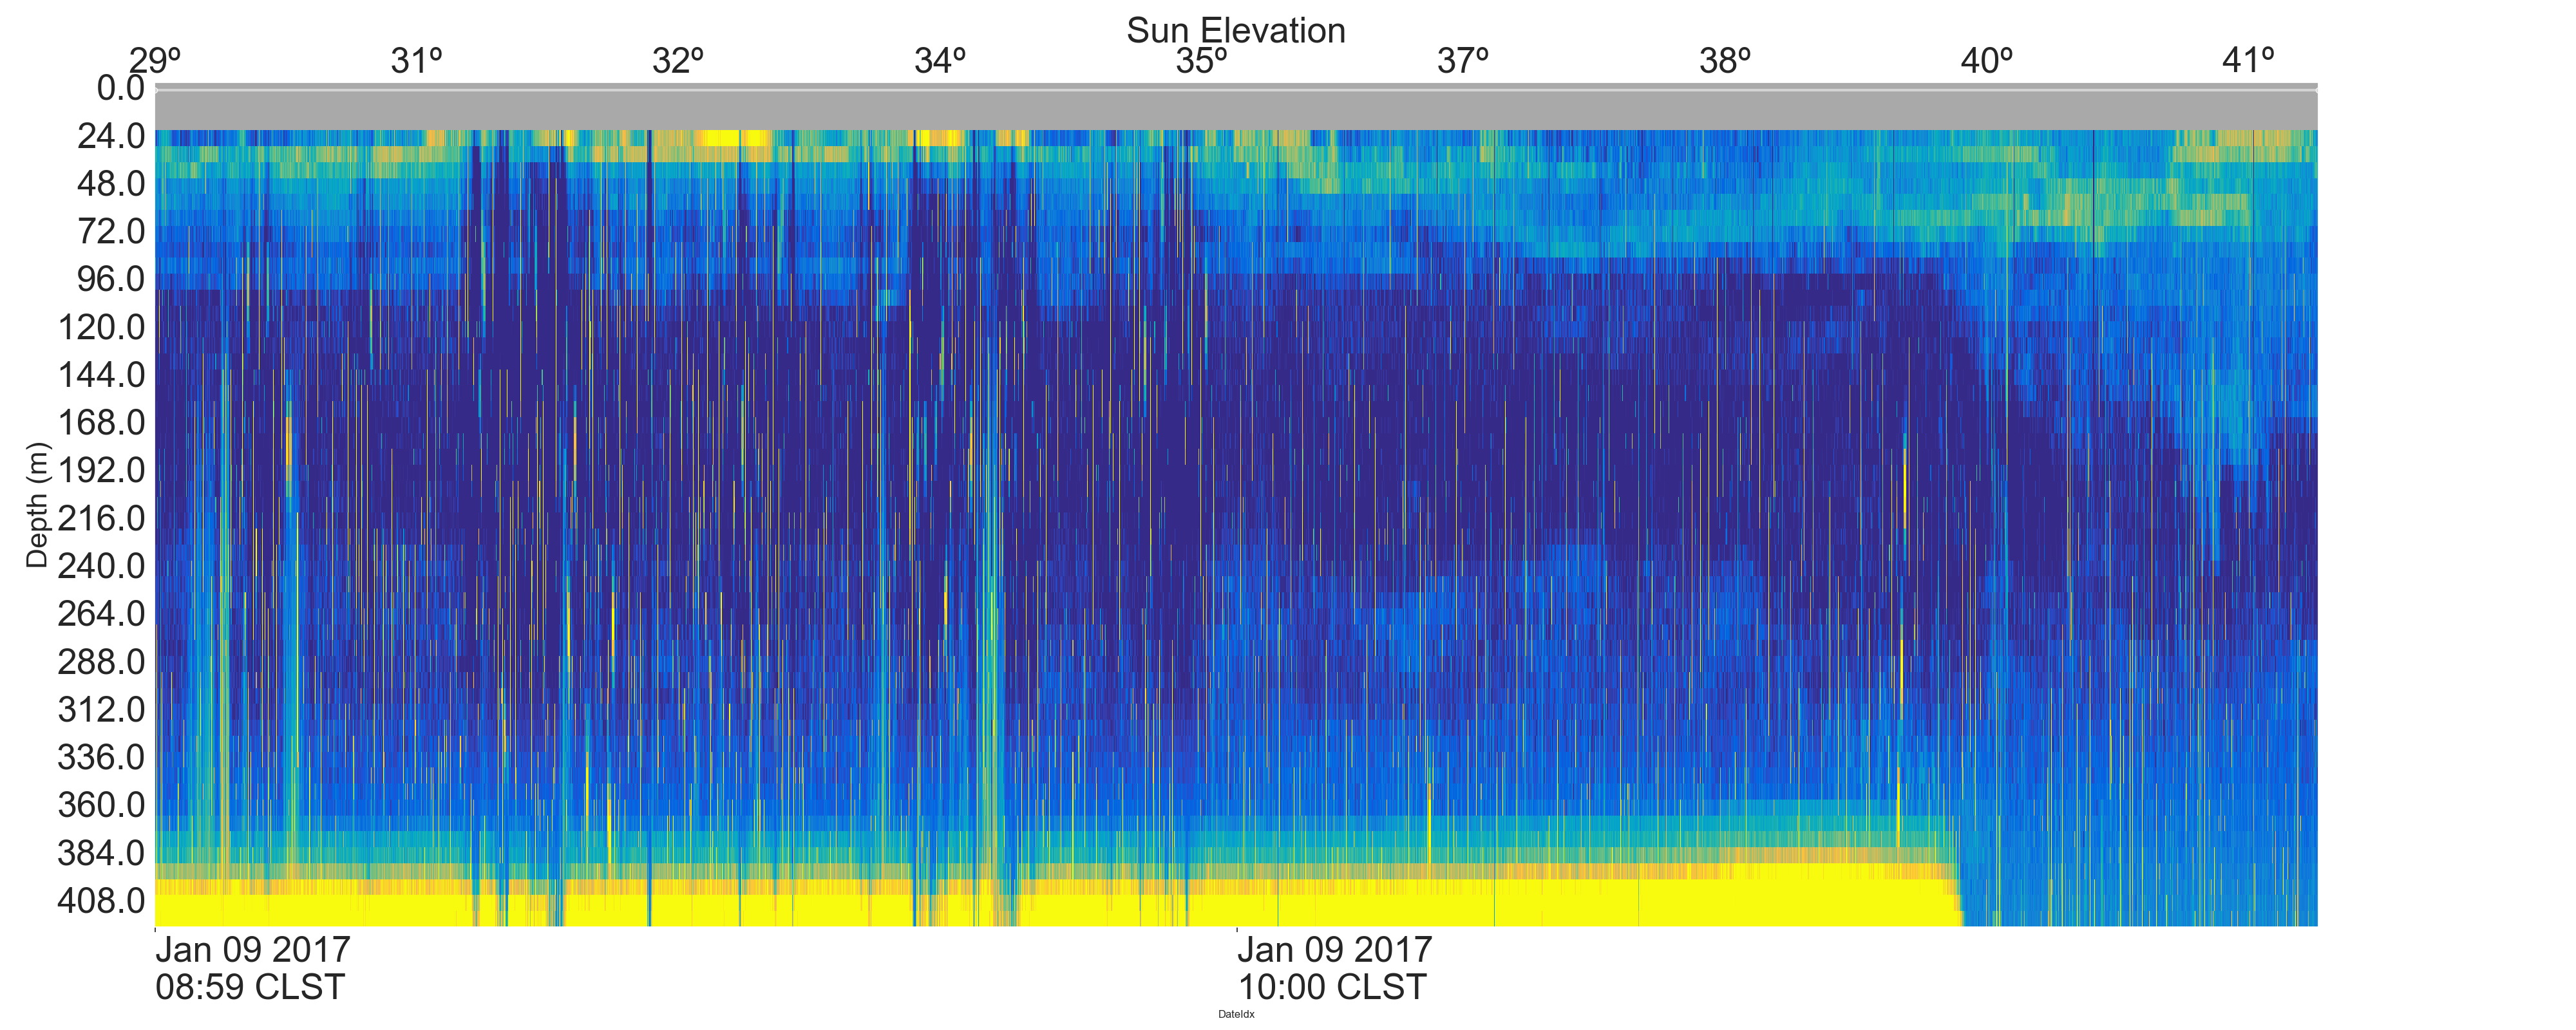 Sun Elevation
29º 31º 32º 34º 35º 37º 38º 40º 41º
0.0
24.0
48.0
72.0
96.0
120.0
144.0
168.0
192.0
216.0
240.0
264.0
288.0
312.0
336.0
360.0
384.0
408.0
Depth (m)
Jan 09 2017
08:59 CLST
Jan 09 2017
10:00 CLST
DateIdx